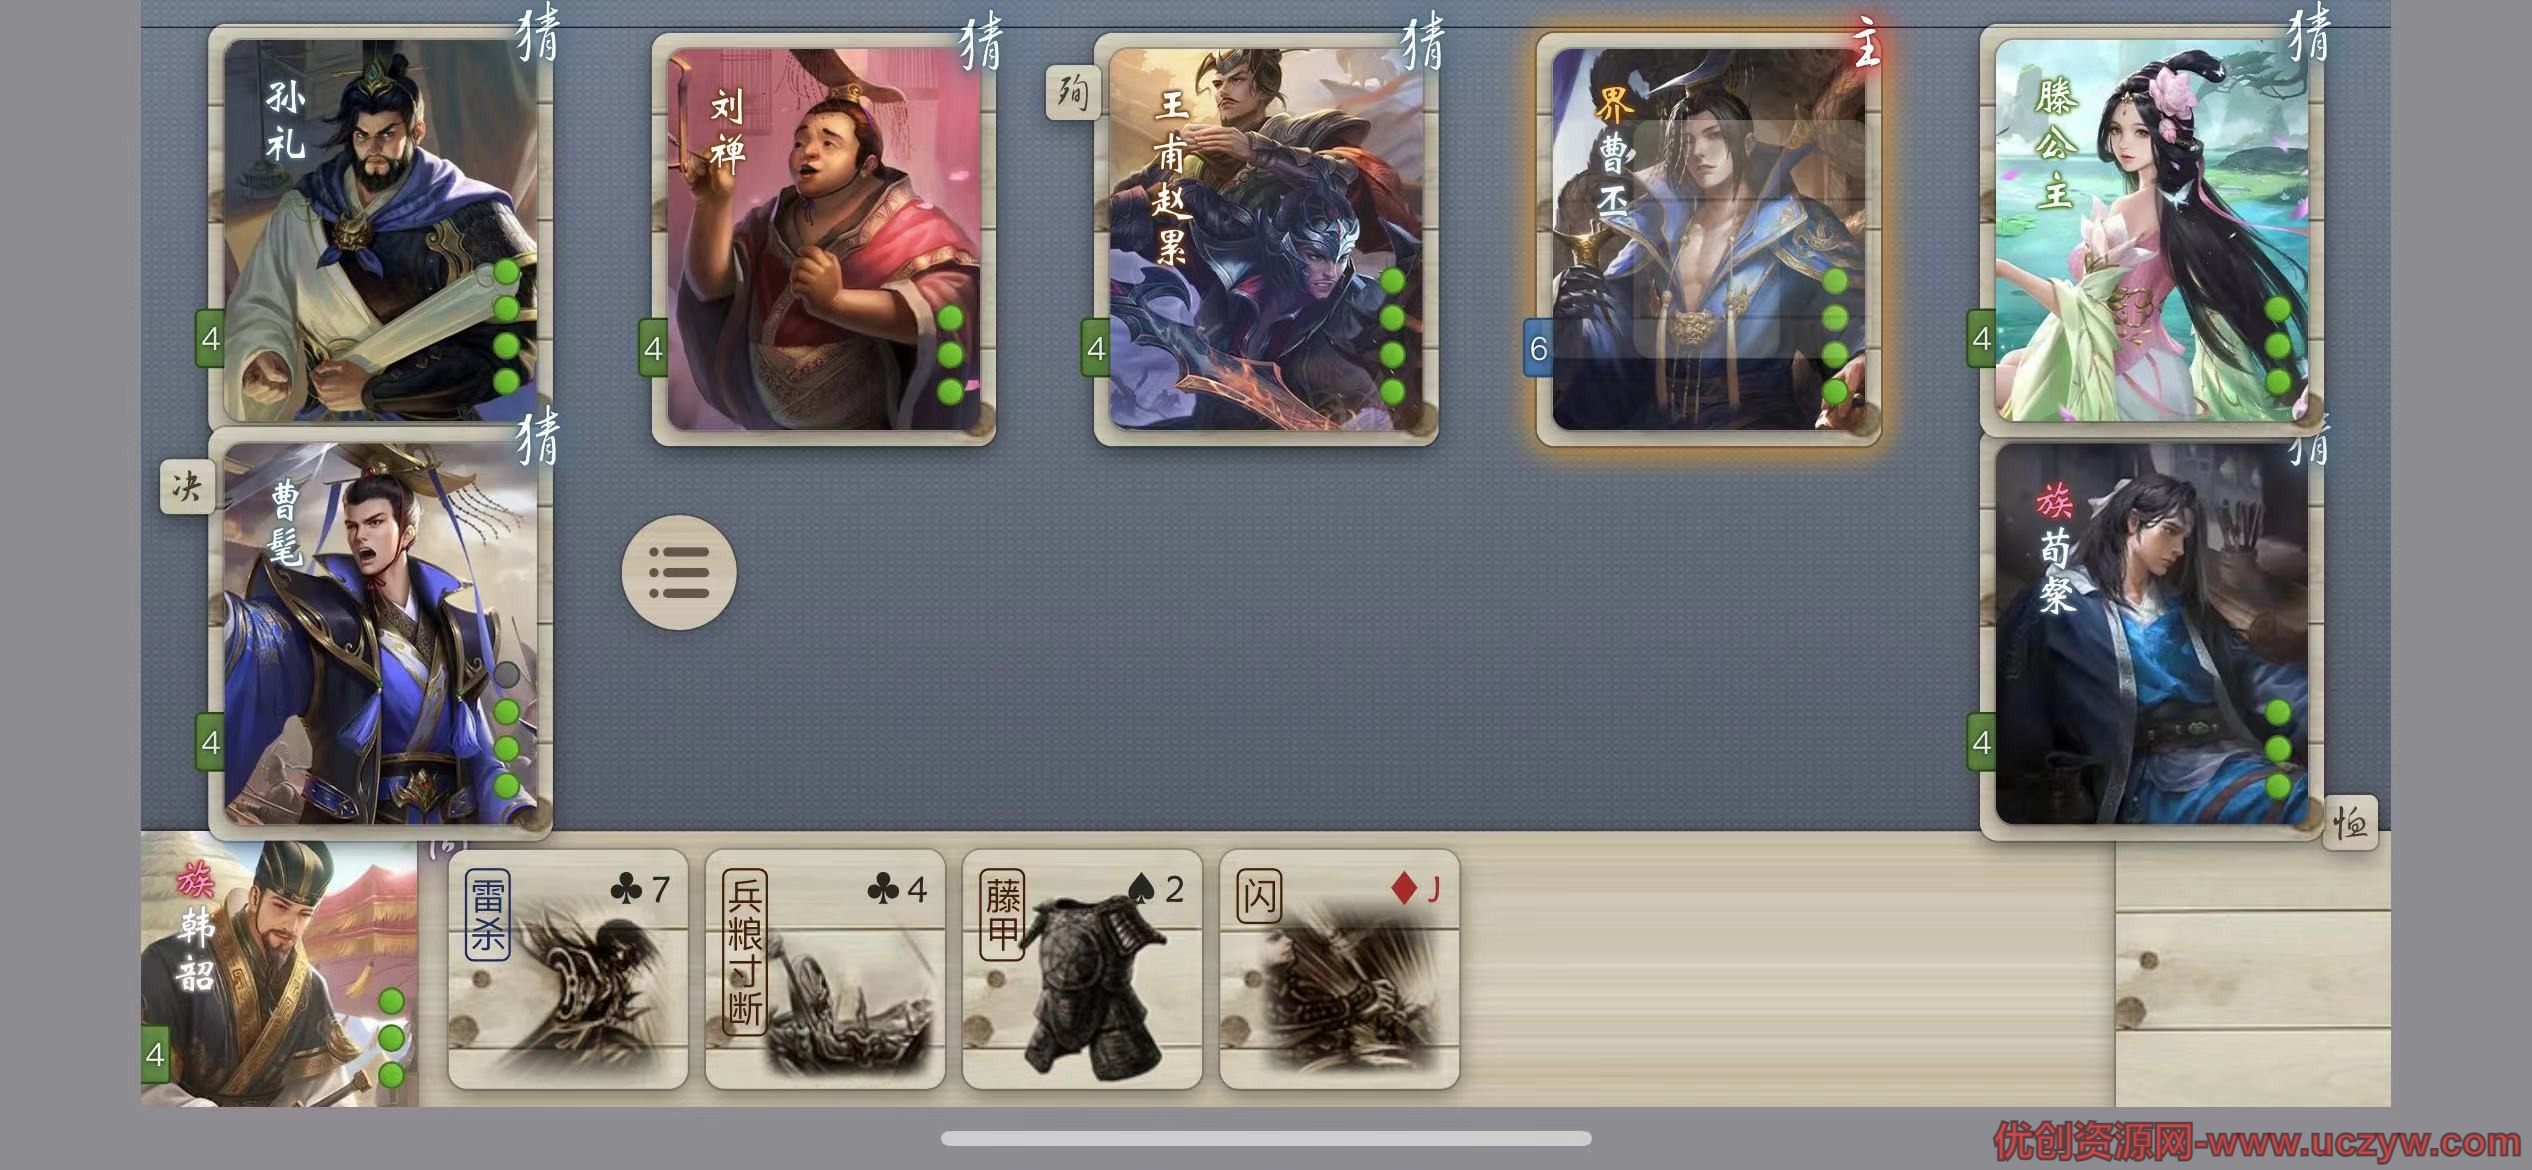 猜
孙礼
4
猜
刘禅
4
猜
殉
王甫赵累
4
主
界曹丕
6
猜
滕公主
4
猜
决
曹髦
4
猜
族荀粲
4
恤
族韩韶
4
雷杀
♣7
兵粮寸断
♣4
藤甲
♠2
闪
♦J
优创资源网-www.uczyw.com